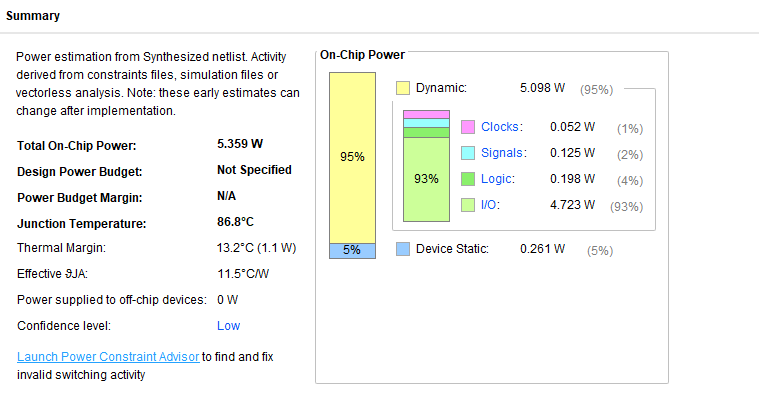 Summary
Power estimation from Synthesized netlist. Activity
derived from constraints files, simulation files or
vectorless analysis. Note: these early estimates can
change after implementation.
Total On-Chip Power: 5.359 W
Design Power Budget: Not Specified
Power Budget Margin: N/A
Junction Temperature: 86.8°C
Thermal Margin: 13.2°C (1.1 W)
Effective ϑJA: 11.5°C/W
Power supplied to off-chip devices: 0 W
Confidence level: Low
Launch Power Constraint Advisor to find and fix
invalid switching activity
On-Chip Power
95%
5%
Dynamic: 5.098 W (95%)
93%
Clocks: 0.052 W (1%)
Signals: 0.125 W (2%)
Logic: 0.198 W (4%)
I/O: 4.723 W (93%)
Device Static: 0.261 W (5%)